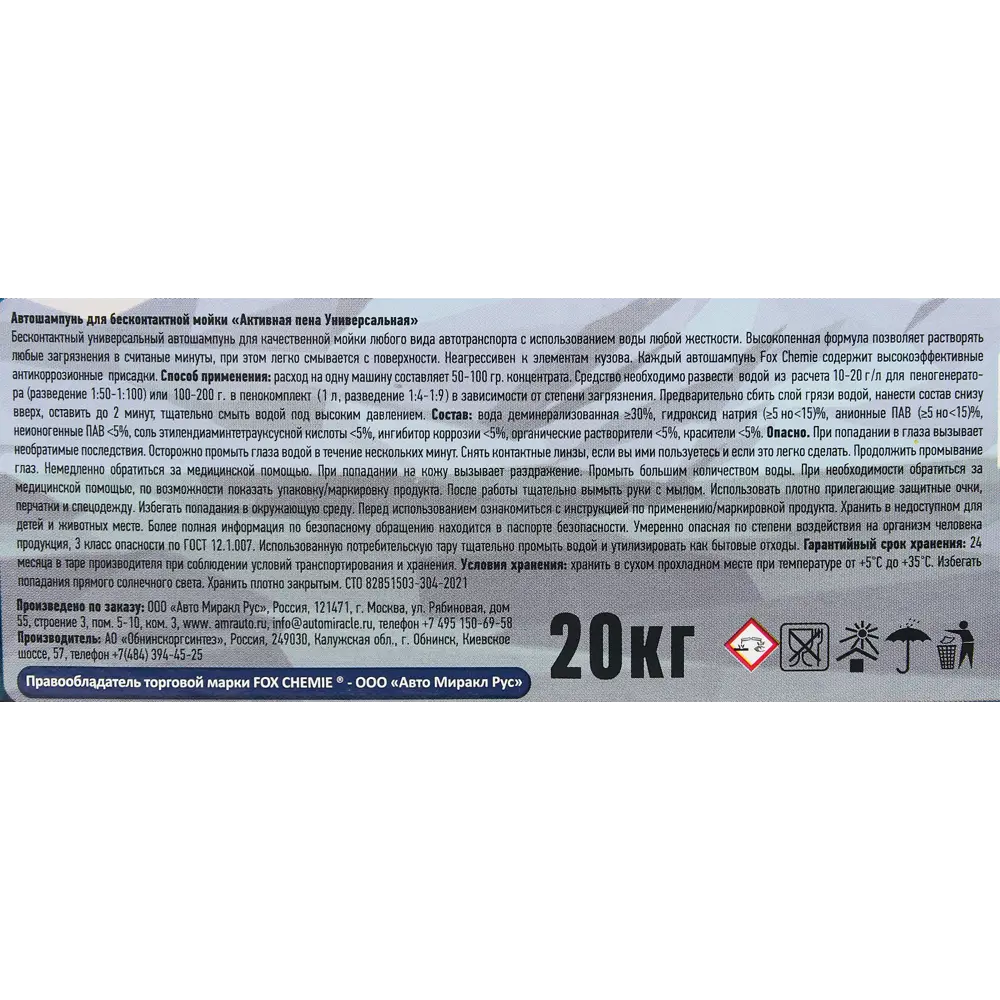 Автошампунь для бесконтактной мойки «Активная пена Универсальная»
Бесконтактный универсальный автошампунь для качественной мойки любого вида автотранспорта с использованием воды любой жесткости. Высокопенная формула позволяет растворять
любые загрязнения в считаные минуты, при этом легко смывается с поверхности. Неагрессивен к элементам кузова. Каждый автошампунь Fox Chemie содержит высокоэффективные
антикоррозионные присадки. Способ применения: расход на одну машину составляет 50-100 гр. концентрата. Средство необходимо развести водой из расчета 10-20 г/л для пеногенерато-
ра (разведение 1:50-1:100) или 100-200 г. в пенокомплект (1 л, разведение 1:4-1:9) в зависимости от степени загрязнения. Предварительно сбить слой грязи водой, нанести состав снизу
вверх, оставить до 2 минут, тщательно смыть водой под высоким давлением. Состав: вода деминерализованная ≥30%, гидроксид натрия (≥5 но<15)%, анионные ПАВ (≥5 но<15)%,
неионогенные ПАВ <5%, соль этилендиаминтетрауксусной кислоты <5%, ингибитор коррозии <5%, органические растворители <5%, красители <5%. Опасно. При попадании в глаза вызывает
необратимые последствия. Осторожно промыть глаза водой в течение нескольких минут. Снять контактные линзы, если вы ими пользуетесь и если это легко сделать. Продолжить промывание
глаз. Немедленно обратиться за медицинской помощью. При попадании на кожу вызывает раздражение. Промыть большим количеством воды. При необходимости обратиться за
медицинской помощью, по возможности показать упаковку/маркировку продукта. После работы тщательно вымыть руки с мылом. Использовать плотно прилегающие защитные очки,
перчатки и спецодежду. Избегать попадания в окружающую среду. Перед использованием ознакомиться с инструкцией по применению/маркировкой продукта. Хранить в недоступном для
детей и животных месте. Более полная информация по безопасному обращению находится в паспорте безопасности. Умеренно опасная по степени воздействия на организм человека
продукция, 3 класс опасности по ГОСТ 12.1.007. Использованную потребительскую тару тщательно промыть водой и утилизировать как бытовые отходы. Гарантийный срок хранения: 24
месяца в таре производителя при соблюдении условий транспортирования и хранения. Условия хранения: хранить в сухом прохладном месте при температуре от +5°С до +35°С. Избегать
попадания прямого солнечного света. Хранить плотно закрытым. СТО 82851503-304-2021
Произведено по заказу: ООО «Авто Миракл Рус», Россия, 121471, г. Москва, ул. Рябиновая, дом
55, строение 3, пом. 5-10, ком. 3, www. amrauto.ru, info@automiracle.ru, телефон +7 495 150-69-58
Производитель: АО «Обнинскоргсинтез», Россия, 249030, Калужская обл., г. Обнинск, Киевское
шоссе, 57, телефон +7(484) 394-45-25
Правообладатель торговой марки FOX CHEMIE ® - ООО «Авто Миракл Рус»
20кг